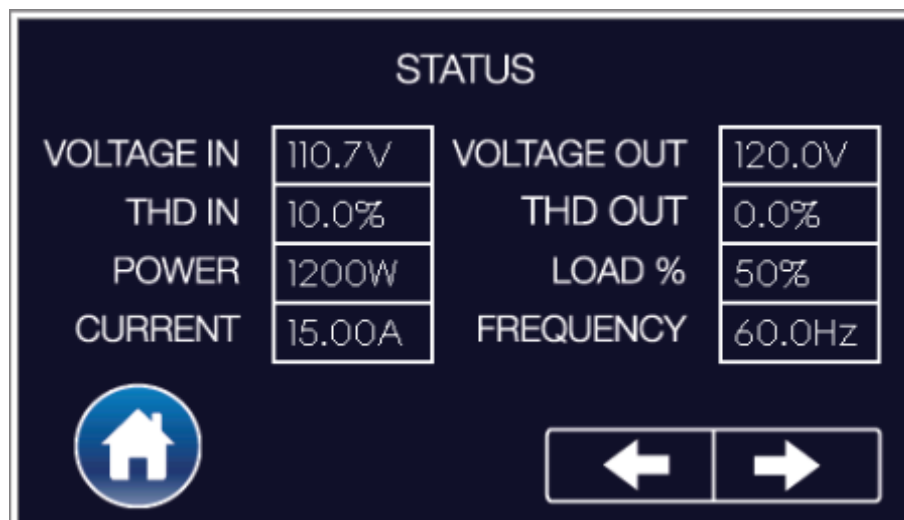 STATUS
VOLTAGE IN 110.7V VOLTAGE OUT 120.0V
THD IN 10.0% THD OUT 0.0%
POWER 1200W LOAD % 50%
CURRENT 15.00A FREQUENCY 60.0Hz